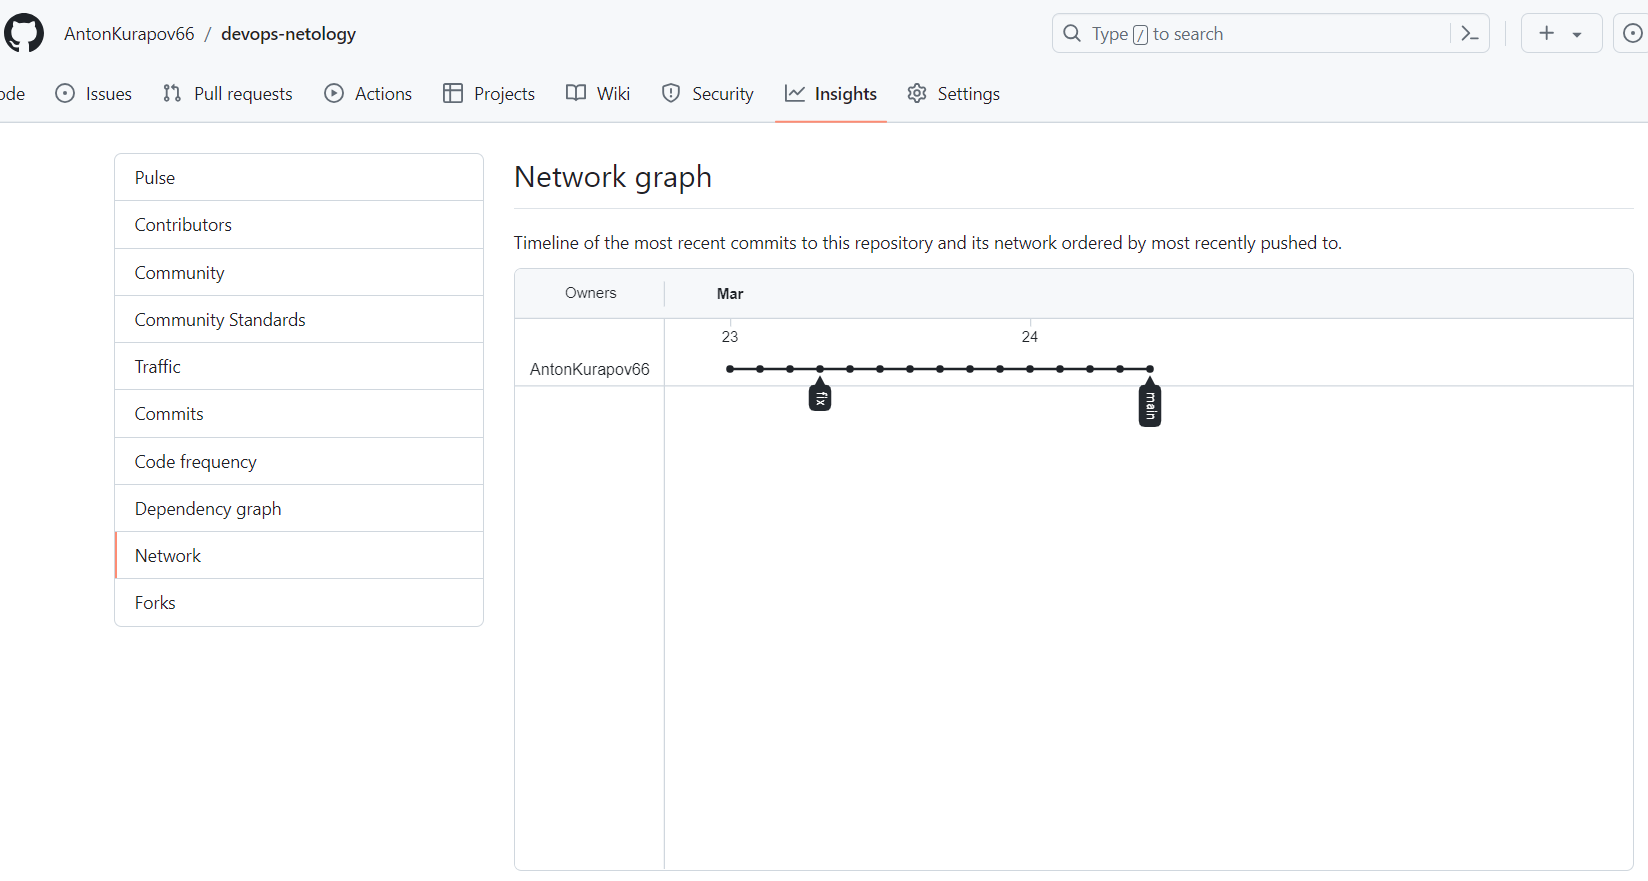 AntonKurapov66 / devops-netology
Type / to search
ode Issues Pull requests Actions Projects Wiki Security Insights Settings
Pulse
Contributors
Community
Community Standards
Traffic
Commits
Code frequency
Dependency graph
Network
Forks
Network graph
Timeline of the most recent commits to this repository and its network ordered by most recently pushed to.
Owners Mar
23 24
AntonKurapov66
fix
main